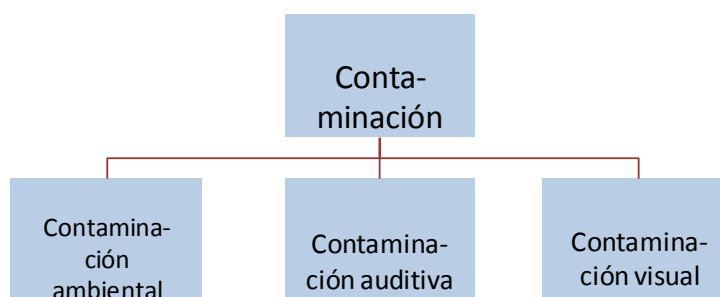 Conta-
minación
Contamina-
ción
ambiental
Contamina-
ción auditiva
Contamina-
ción visual